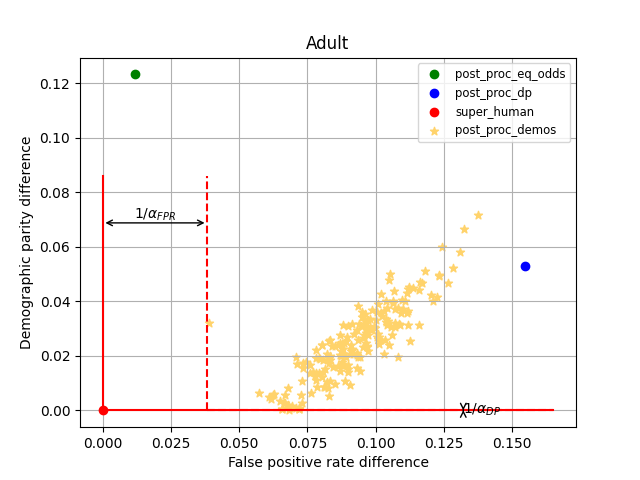 Adult
post_proc_eq_odds
post_proc_dp
super_human
post_proc_demos
0.12
0.10
0.08
0.06
0.04
0.02
0.00
Demographic parity difference
1/α_FPR
1/α_DP
0.000 0.025 0.050 0.075 0.100 0.125 0.150
False positive rate difference